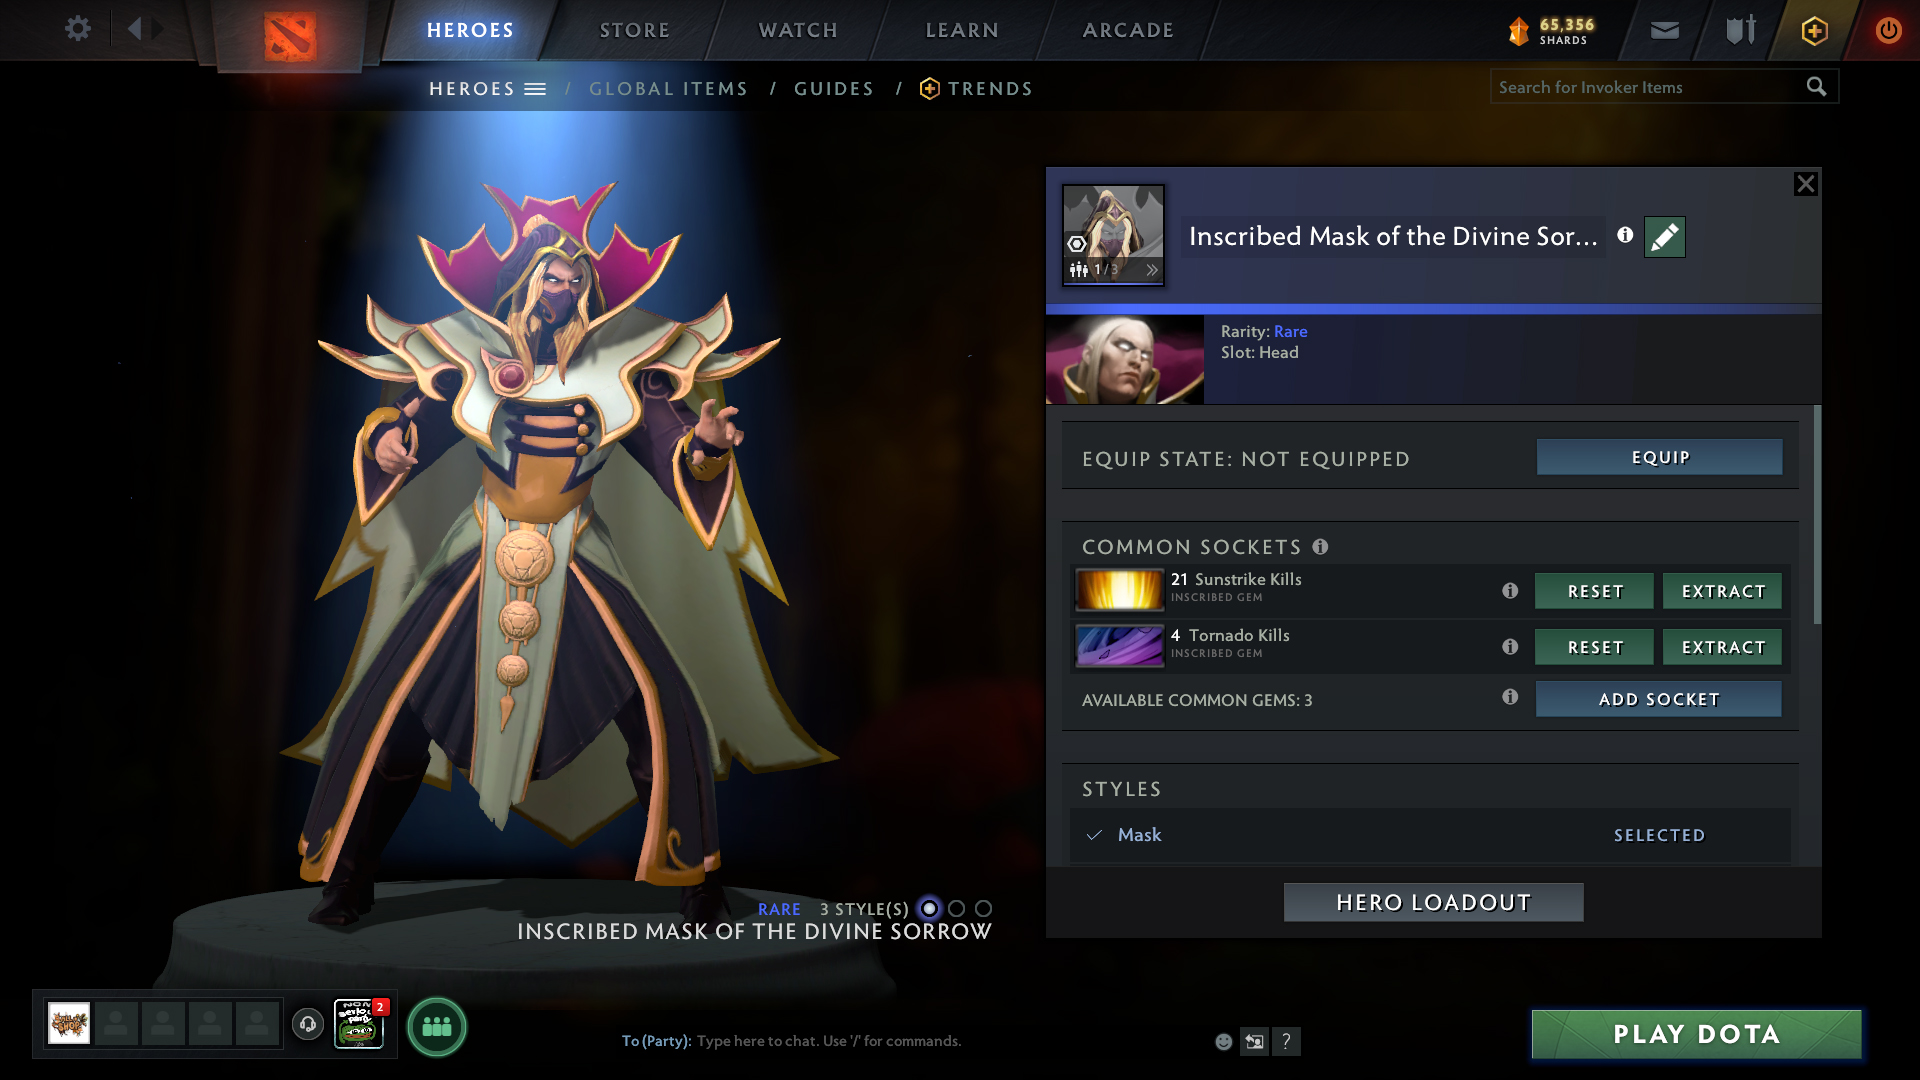 HEROES
STORE
WATCH
LEARN
ARCADE
65,356
SHARDS
HEROES / GLOBAL ITEMS / GUIDES / TRENDS
Search for Invoker Items
Inscribed Mask of the Divine Sor...
1/3
Rarity: Rare
Slot: Head
EQUIP STATE: NOT EQUIPPED
EQUIP
COMMON SOCKETS
21 Sunstrike Kills
INSCRIBED GEM
RESET
EXTRACT
4 Tornado Kills
INSCRIBED GEM
RESET
EXTRACT
AVAILABLE COMMON GEMS: 3
ADD SOCKET
STYLES
Mask
SELECTED
HERO LOADOUT
RARE 3 STYLE(S)
INSCRIBED MASK OF THE DIVINE SORROW
2
To (Party): Type here to chat. Use '/' for commands.
?
PLAY DOTA